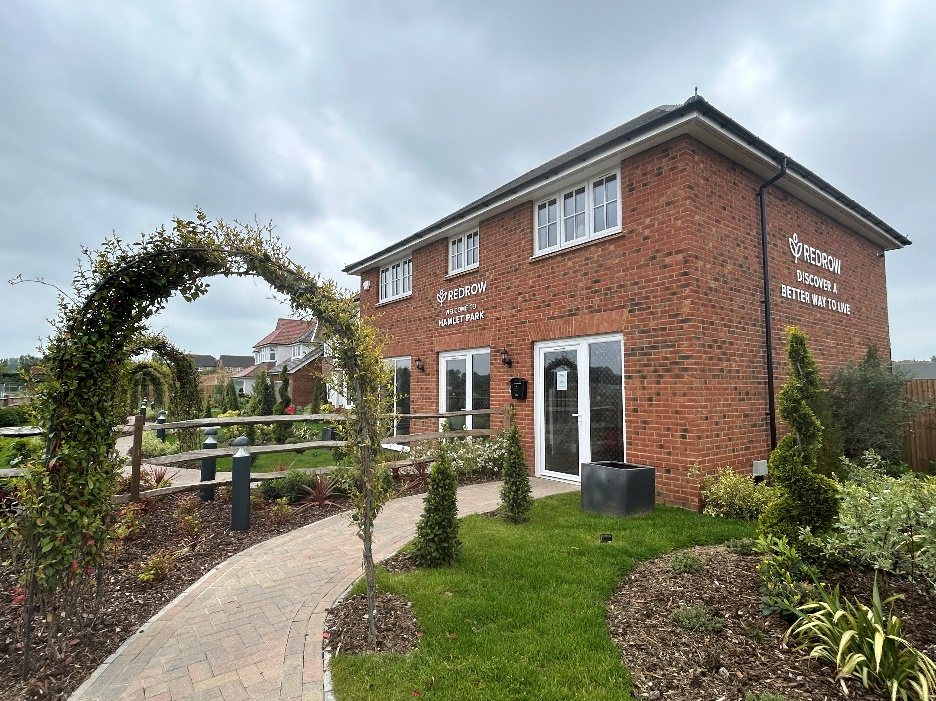 REDROW
WELCOME TO
HAMLET PARK
REDROW
DISCOVER A
BETTER WAY TO LIVE